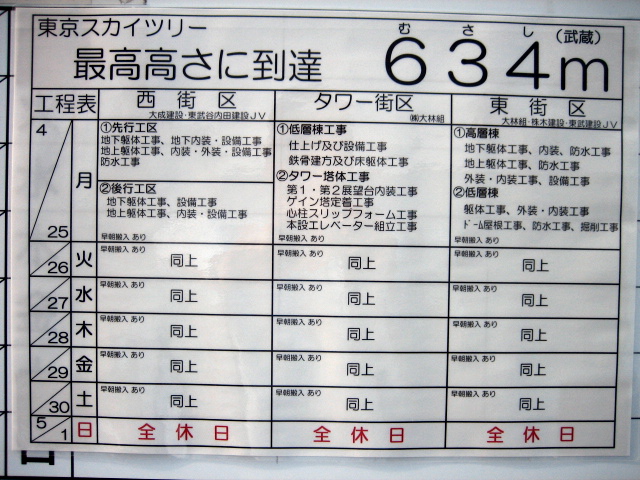 東京スカイツリー
最高高さに到達
む さ し
634m
(武蔵)
工程表 西街区 タワー街区 東街区
大成建設・東武谷内田建設JV ㈱大林組 大林組・株木建設・東武建設JV
4
25
月
①先行工区
地下躯体工事、地下内装・設備工事
地上躯体工事、内装・外装・設備工事
防水工事
②後行工区
地下躯体工事、設備工事
地上躯体工事、内装・設備工事
早朝搬入 あり
①低層棟工事
仕上げ及び設備工事
鉄骨建方及び床躯体工事
②タワー塔体工事
第1・第2展望台内装工事
ゲイン塔定着工事
心柱スリップフォーム工事
本設エレベーター組立工事
早朝搬入 あり
①高層棟
地下躯体工事、内装、防水工事
地上躯体工事、防水工事
外装・内装工事、設備工事
②低層棟
躯体工事、外装・内装工事
ドーム屋根工事、防水工事、掘削工事
早朝搬入 あり
26 火 早朝搬入 あり 同上 早朝搬入 あり 同上 早朝搬入 あり 同上
27 水 早朝搬入 あり 同上 早朝搬入 あり 同上 早朝搬入 あり 同上
28 木 早朝搬入 あり 同上 早朝搬入 あり 同上 早朝搬入 あり 同上
29 金 早朝搬入 あり 同上 早朝搬入 あり 同上 早朝搬入 あり 同上
30 土 早朝搬入 あり 同上 早朝搬入 あり 同上 早朝搬入 あり 同上
5 1 日 全休日 全休日 全休日